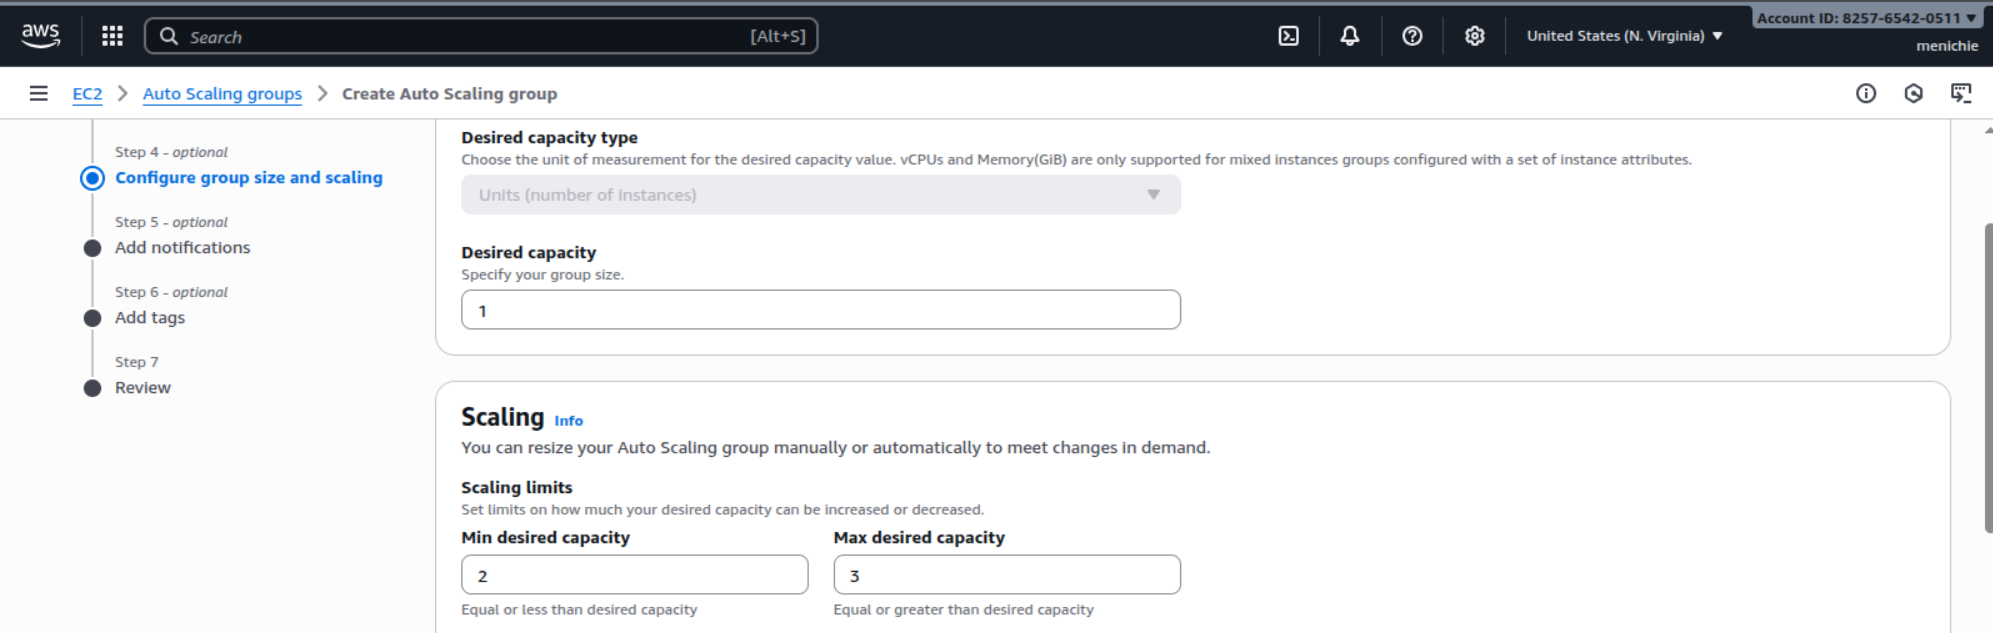 aws
Search
[Alt+S]
United States (N. Virginia) ▼
Account ID: 8257-6542-0511 ▼
menichie
EC2 > Auto Scaling groups > Create Auto Scaling group
Step 4 - optional
Configure group size and scaling
Step 5 - optional
Add notifications
Step 6 - optional
Add tags
Step 7
Review
Desired capacity type
Choose the unit of measurement for the desired capacity value. vCPUs and Memory(GiB) are only supported for mixed instances groups configured with a set of instance attributes.
Units (number of instances)
Desired capacity
Specify your group size.
1
Scaling Info
You can resize your Auto Scaling group manually or automatically to meet changes in demand.
Scaling limits
Set limits on how much your desired capacity can be increased or decreased.
Min desired capacity
2
Equal or less than desired capacity
Max desired capacity
3
Equal or greater than desired capacity